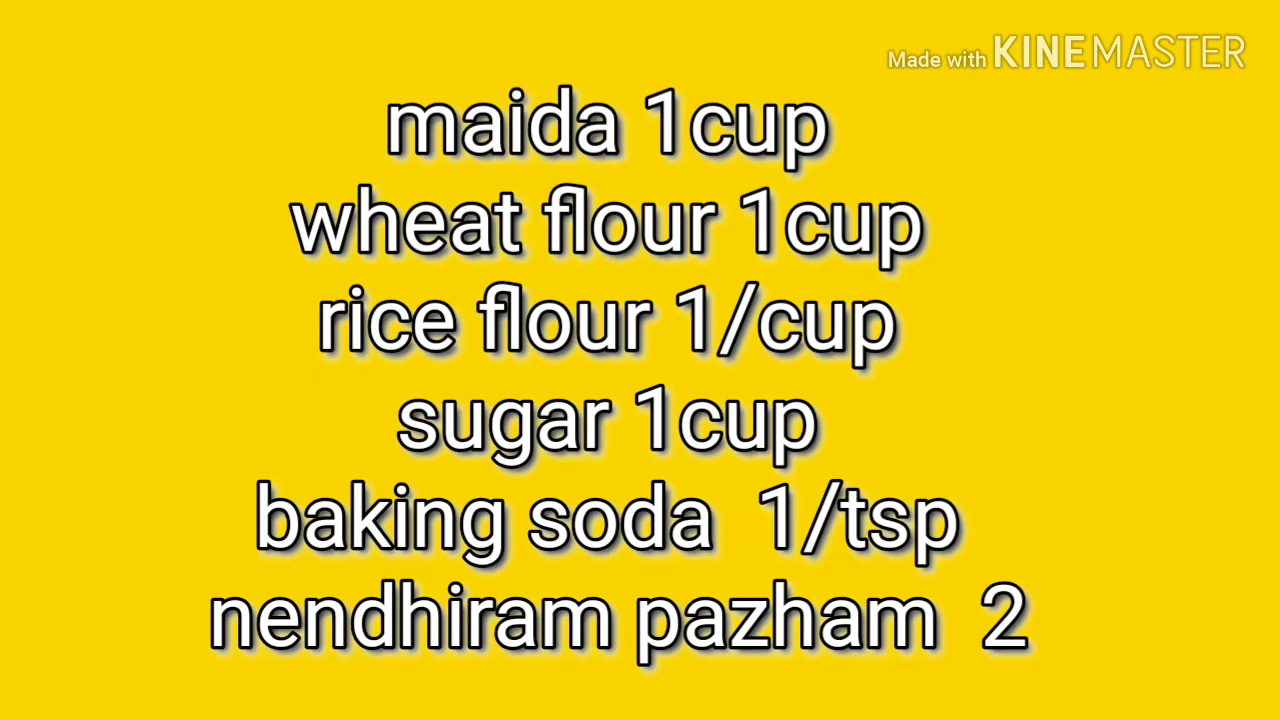 Made with KINEMASTER
maida 1cup
wheat flour 1cup
rice flour 1/cup
sugar 1cup
baking soda  1/tsp
nendhiram pazham  2